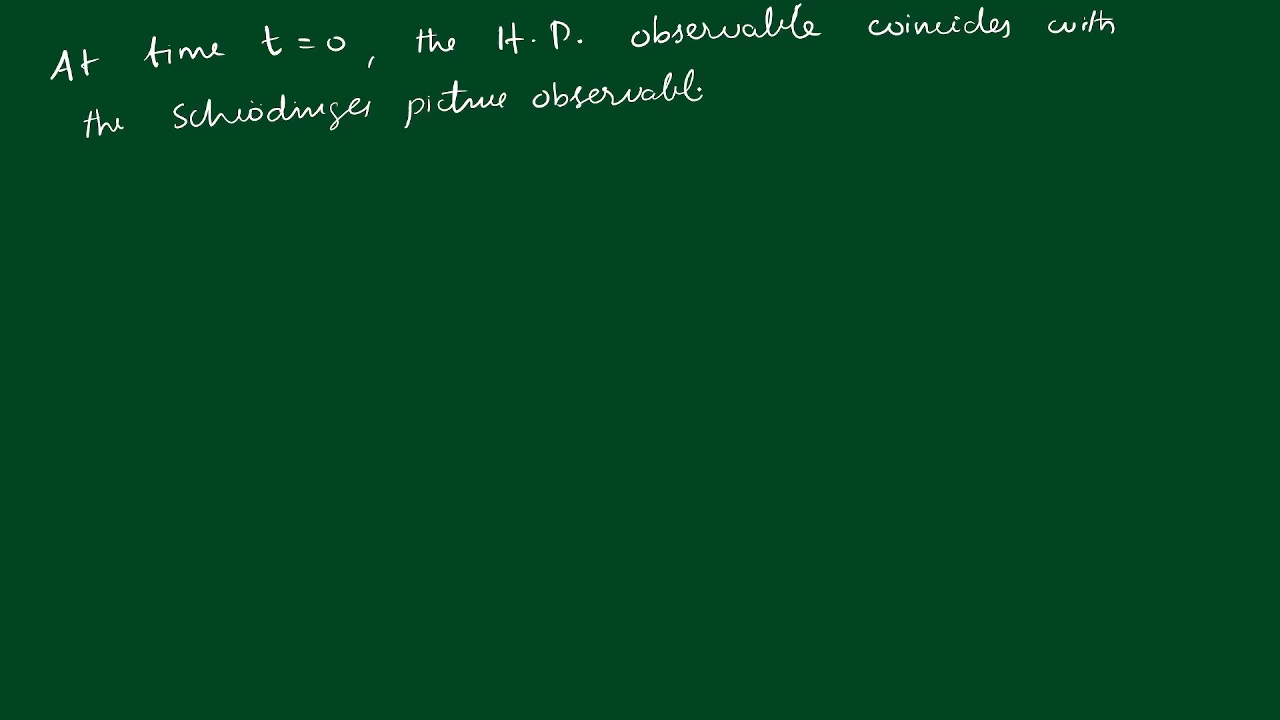 At time t = 0, the H.P. observable coincides with
the Schrödinger picture observable